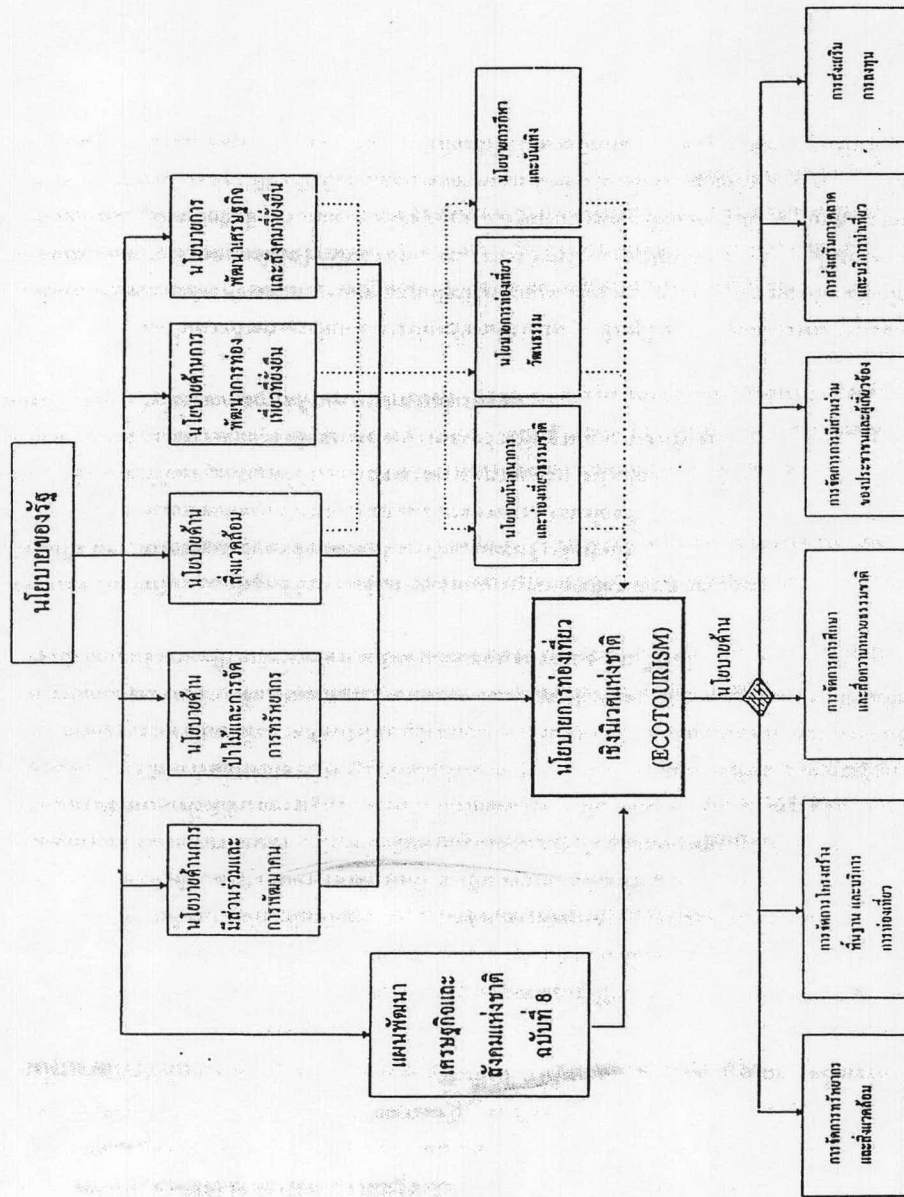 นโยบายของรัฐ
นโยบายด้านการ
มีส่วนร่วมและ
การพัฒนาคน
นโยบายด้าน
ป่าไม้และการจัด
การทรัพยากร
นโยบายด้าน
สิ่งแวดล้อม
นโยบายด้านการ
พัฒนาการท่อง
เที่ยวที่ยั่งยืน
นโยบายการ
พัฒนาเศรษฐกิจ
และสังคมที่ยั่งยืน
แผนพัฒนา
เศรษฐกิจและ
สังคมแห่งชาติ
ฉบับที่ 8
และท่องเที่ยวธรรมชาติ
นโยบายการท่องเที่ยว
วัฒนธรรม
นโยบายการกีฬา
และบันเทิง
นโยบายการท่องเที่ยว
เชิงนิเวศแห่งชาติ
(ECOTOURISM)
นโยบายด้าน
การจัดการทรัพยากร
และสิ่งแวดล้อม
การจัดการโครงสร้าง
พื้นฐาน และบริการ
การท่องเที่ยว
การจัดการการศึกษา
และสื่อความหมายธรรมชาติ
การจัดการการมีส่วนร่วม
ของประชาชนและผู้เกี่ยวข้อง
การส่งเสริมการตลาด
และบริการนำเที่ยว
การส่งเสริม
การลงทุน